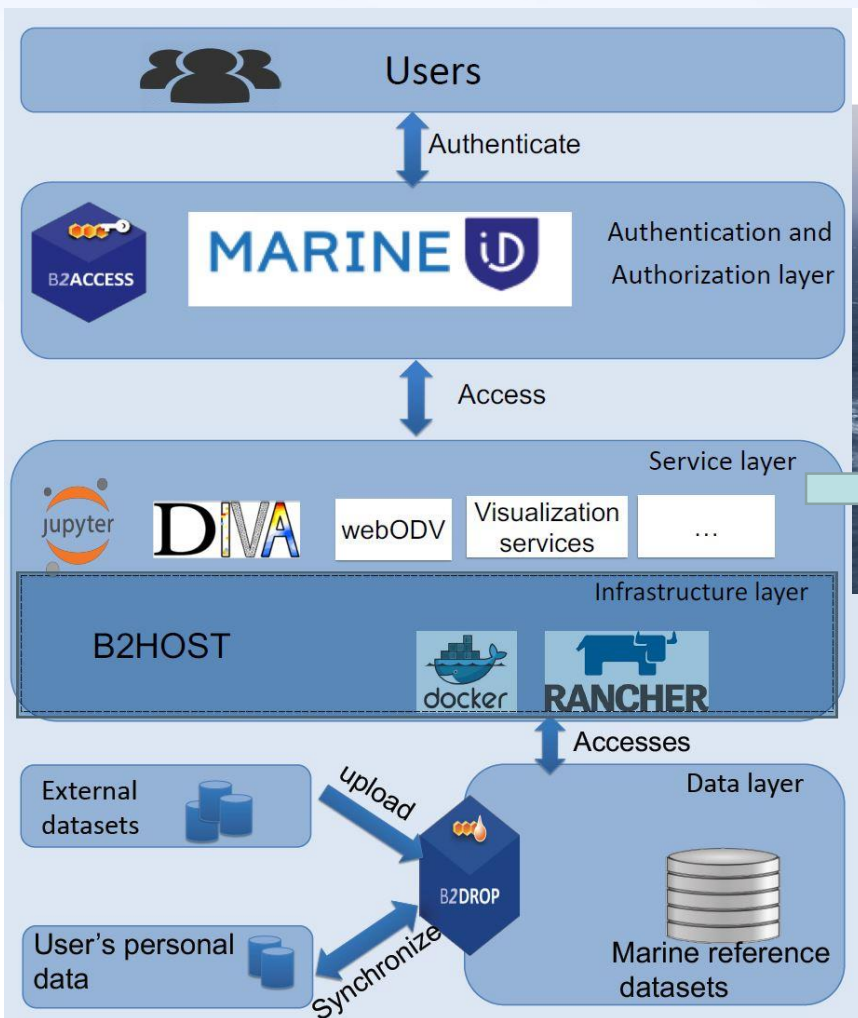 Users
Authenticate
B2ACCESS
MARINE iD
Authentication and
Authorization layer
Access
Service layer
jupyter
DIVA
webODV
Visualization
services
...
Infrastructure layer
B2HOST
docker
RANCHER
Accesses
External
datasets
upload
Data layer
B2DROP
User's personal
data
Synchronize
Marine reference
datasets